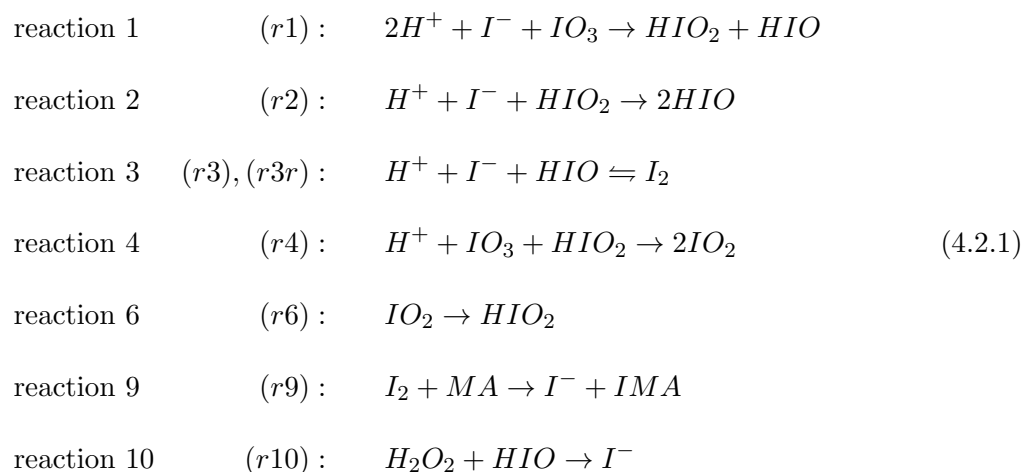 reaction 1 (r1) : 2H⁺ + I⁻ + IO₃ → HIO₂ + HIO
reaction 2 (r2) : H⁺ + I⁻ + HIO₂ → 2HIO
reaction 3 (r3), (r3r) : H⁺ + I⁻ + HIO ⇋ I₂
reaction 4 (r4) : H⁺ + IO₃ + HIO₂ → 2IO₂ (4.2.1)
reaction 6 (r6) : IO₂ → HIO₂
reaction 9 (r9) : I₂ + MA → I⁻ + IMA
reaction 10 (r10) : H₂O₂ + HIO → I⁻